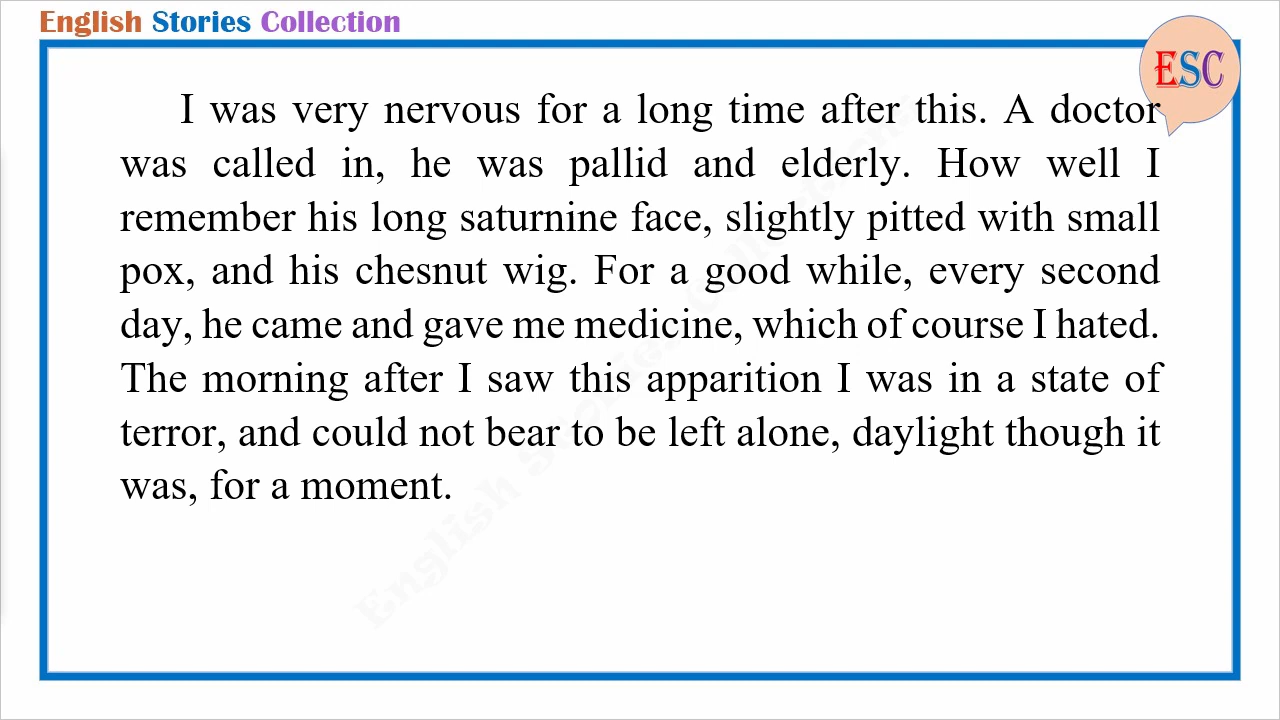 English Stories Collection
ESC
I was very nervous for a long time after this. A doctor
was called in, he was pallid and elderly. How well I
remember his long saturnine face, slightly pitted with small
pox, and his chesnut wig. For a good while, every second
day, he came and gave me medicine, which of course I hated.
The morning after I saw this apparition I was in a state of
terror, and could not bear to be left alone, daylight though it
was, for a moment.
English Stories Collection